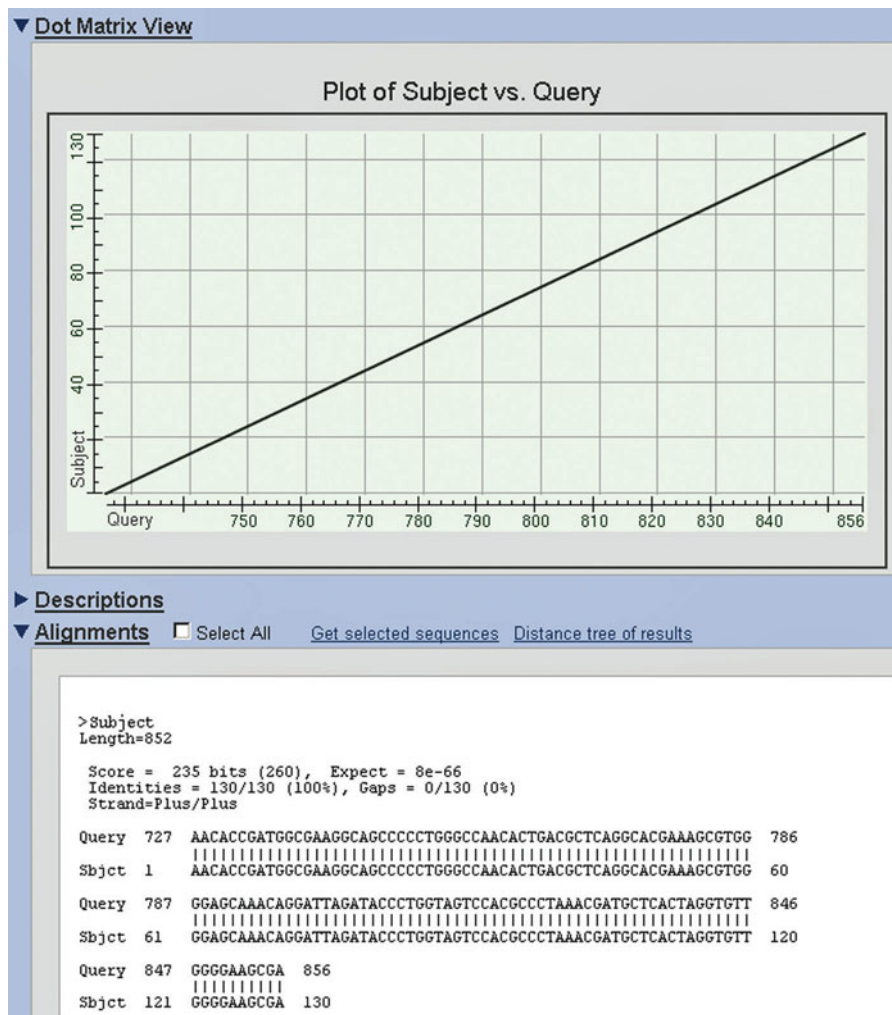 Dot Matrix View
Plot of Subject vs. Query
130
100
80
60
40
Subject
Query 750 760 770 780 790 800 810 820 830 840 856
Descriptions
Alignments Select All Get selected sequences Distance tree of results
>Subject
Length=852
Score = 235 bits (260), Expect = 8e-66
Identities = 130/130 (100%), Gaps = 0/130 (0%)
Strand=Plus/Plus
Query 727 AACACCGATGGCGAAGGCAGCCCCCTGGGCCAACACTGACGCTCAGGCACGAAAGCGTGG 786
Sbjct 1 AACACCGATGGCGAAGGCAGCCCCCTGGGCCAACACTGACGCTCAGGCACGAAAGCGTGG 60
Query 787 GGAGCAAACAGGATTAGATACCCTGGTAGTCCACGCCCTAAACGATGCTCACTAGGTGTT 846
Sbjct 61 GGAGCAAACAGGATTAGATACCCTGGTAGTCCACGCCCTAAACGATGCTCACTAGGTGTT 120
Query 847 GGGGAAGCGA 856
Sbjct 121 GGGGAAGCGA 130